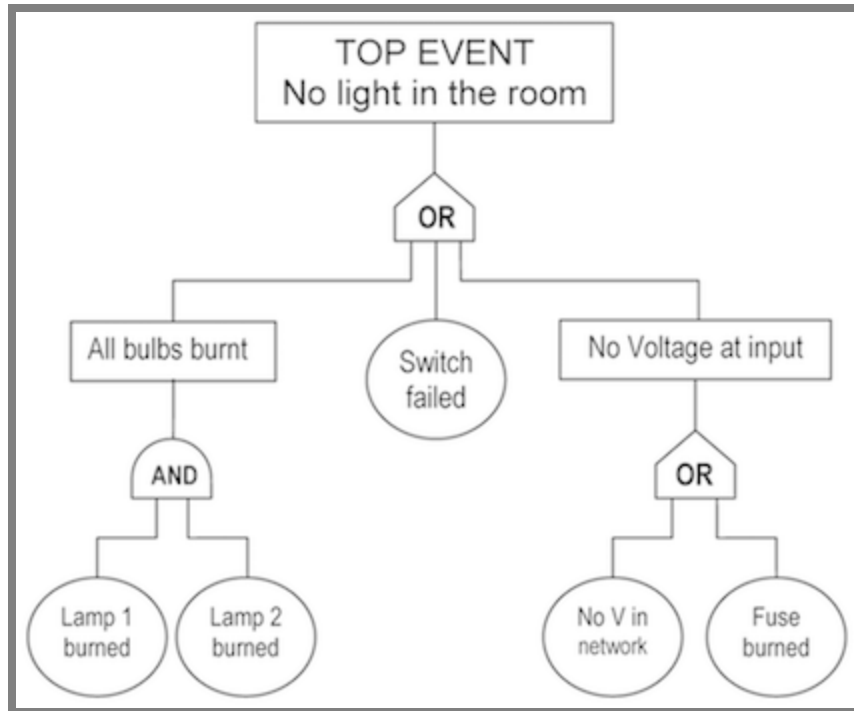 TOP EVENT
No light in the room
OR
All bulbs burnt
Switch
failed
No Voltage at input
AND
OR
Lamp 1
burned
Lamp 2
burned
No V in
network
Fuse
burned